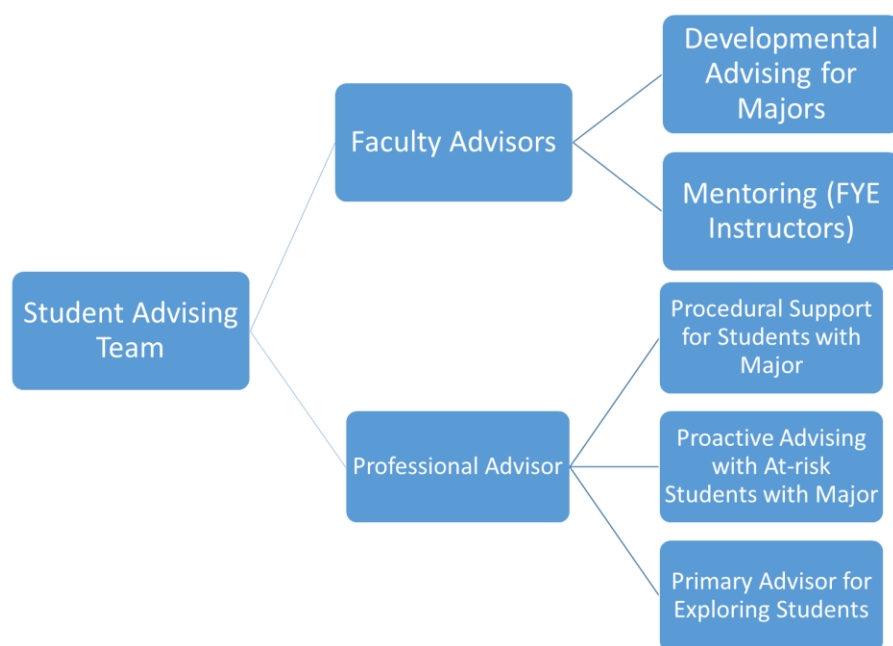 Student Advising
Team
Faculty Advisors
Developmental
Advising for
Majors
Mentoring (FYE
Instructors)
Professional Advisor
Procedural Support
for Students with
Major
Proactive Advising
with At-risk
Students with Major
Primary Advisor for
Exploring Students